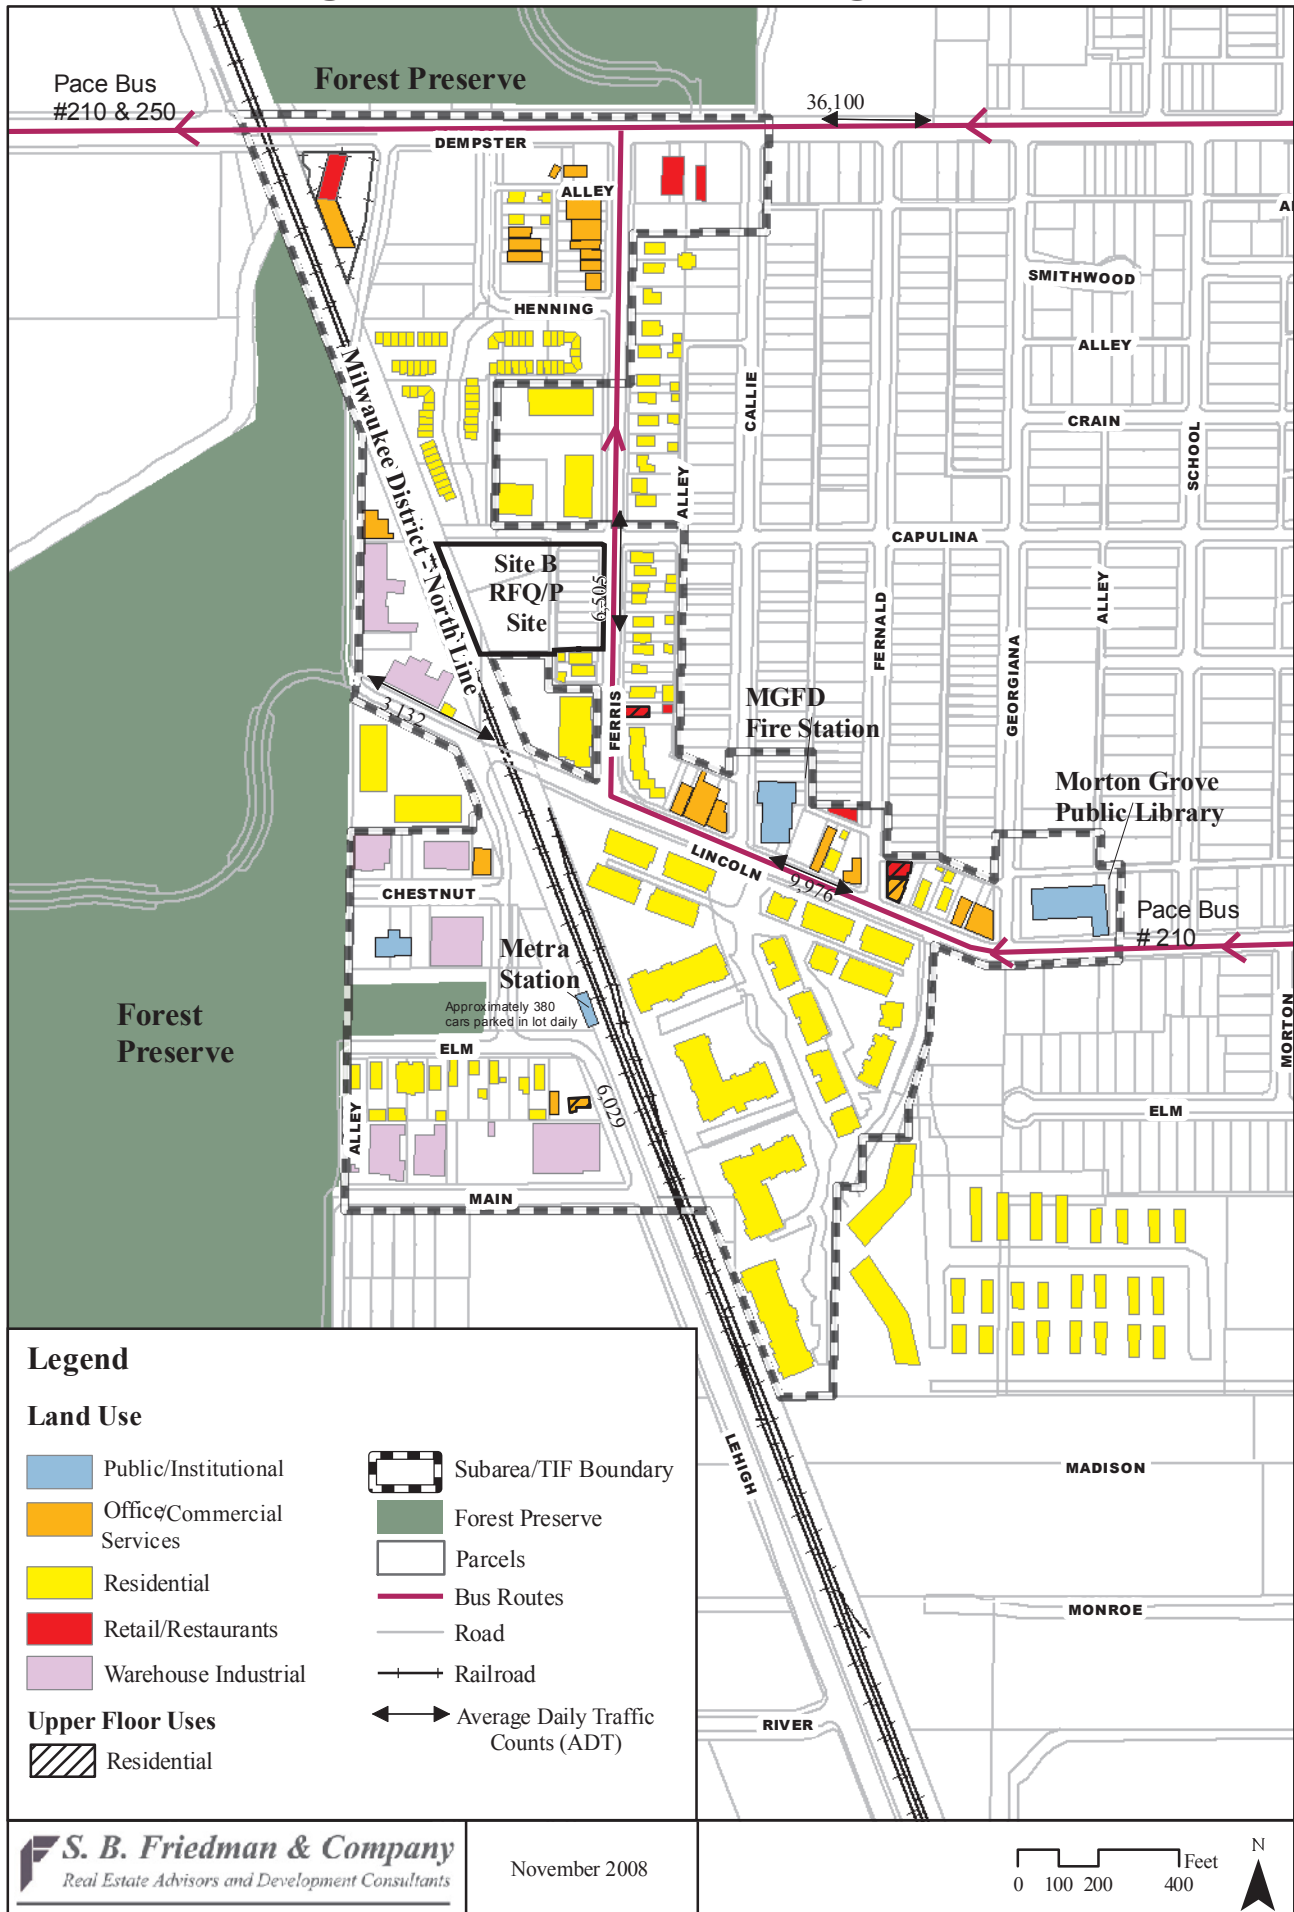 Forest Preserve
Pace Bus
#210 & 250
36,100
DEMPSTER
ALLEY
SMITHWOOD
HENNING
ALLEY
CALLIE
CRAIN
SCHOOL
Milwaukee District - North Line
ALLEY
CAPULINA
Site B
RFQ/P
Site
6,505
ALLEY
FERNALD
GEORGIANA
3,132
FERRIS
MGFD
Fire Station
Morton Grove
Public Library
LINCOLN
9,976
CHESTNUT
Pace Bus
# 210
Metra
Station
Approximately 380
cars parked in lot daily
Forest
Preserve
ELM
MORTON
6,029
ALLEY
ELM
MAIN
LEHIGH
MADISON
MONROE
RIVER
Legend
Land Use
Public/Institutional
Office/Commercial
Services
Residential
Retail/Restaurants
Warehouse Industrial
Upper Floor Uses
Residential
Subarea/TIF Boundary
Forest Preserve
Parcels
Bus Routes
Road
Railroad
Average Daily Traffic
Counts (ADT)
S. B. Friedman & Company
Real Estate Advisors and Development Consultants
November 2008
Feet
0 100 200 400
N